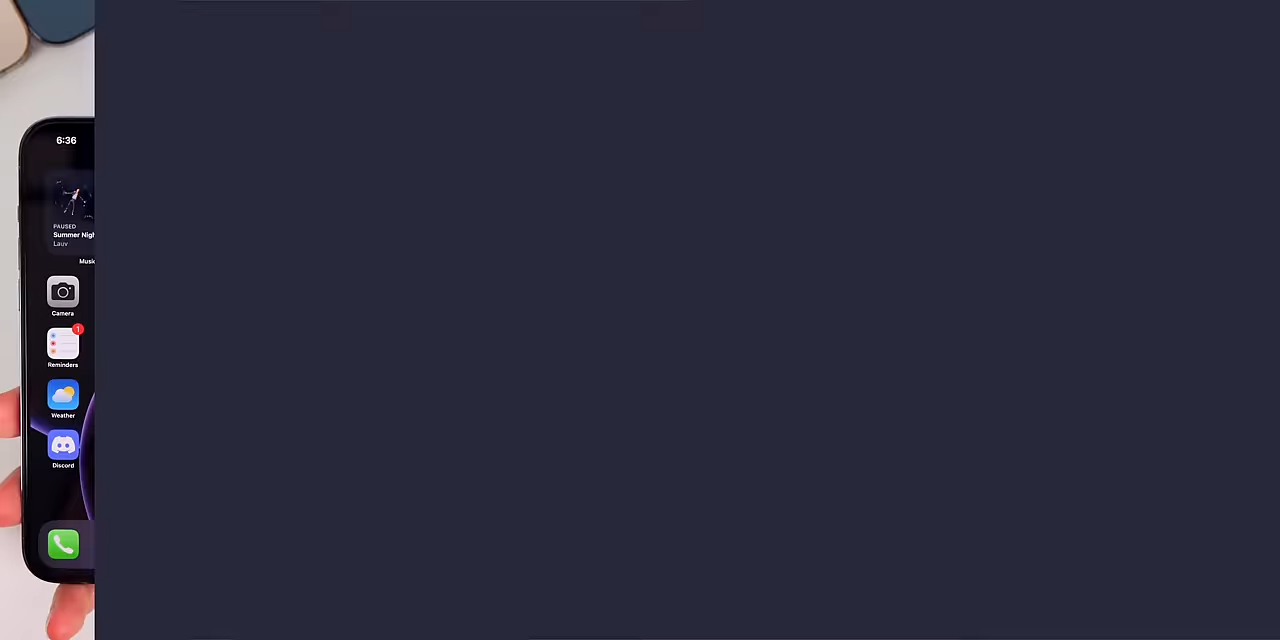 6:36
PAUSED
Summer Nigh
Lauv
Music
Camera
1
Reminders
Weather
Discord